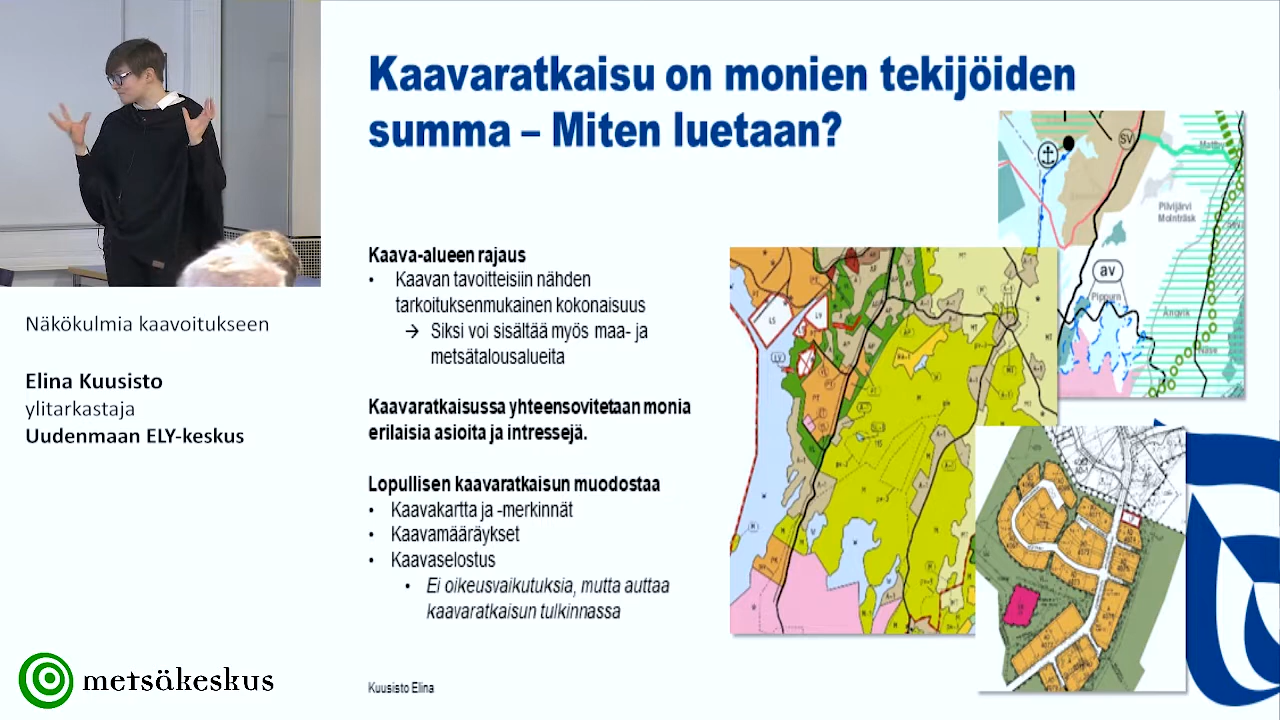 Kaavaratkaisu on monien tekijöiden
summa – Miten luetaan?
Kaava-alueen rajaus
• Kaavan tavoitteisiin nähden
tarkoituksenmukainen kokonaisuus
→ Siksi voi sisältää myös maa- ja
metsätalousalueita
Kaavaratkaisussa yhteensovitetaan monia
erilaisia asioita ja intressejä.
Lopullisen kaavaratkaisun muodostaa
• Kaavakartta ja -merkinnät
• Kaavamääräykset
• Kaavaselostus
• Ei oikeusvaikutuksia, mutta auttaa
kaavaratkaisun tulkinnassa
Kuusisto Elina
Näkökulmia kaavoitukseen
Elina Kuusisto
ylitarkastaja
Uudenmaan ELY-keskus
metsäkeskus
SV
Pilvijärvi
Molnträsk
av
Pippuri